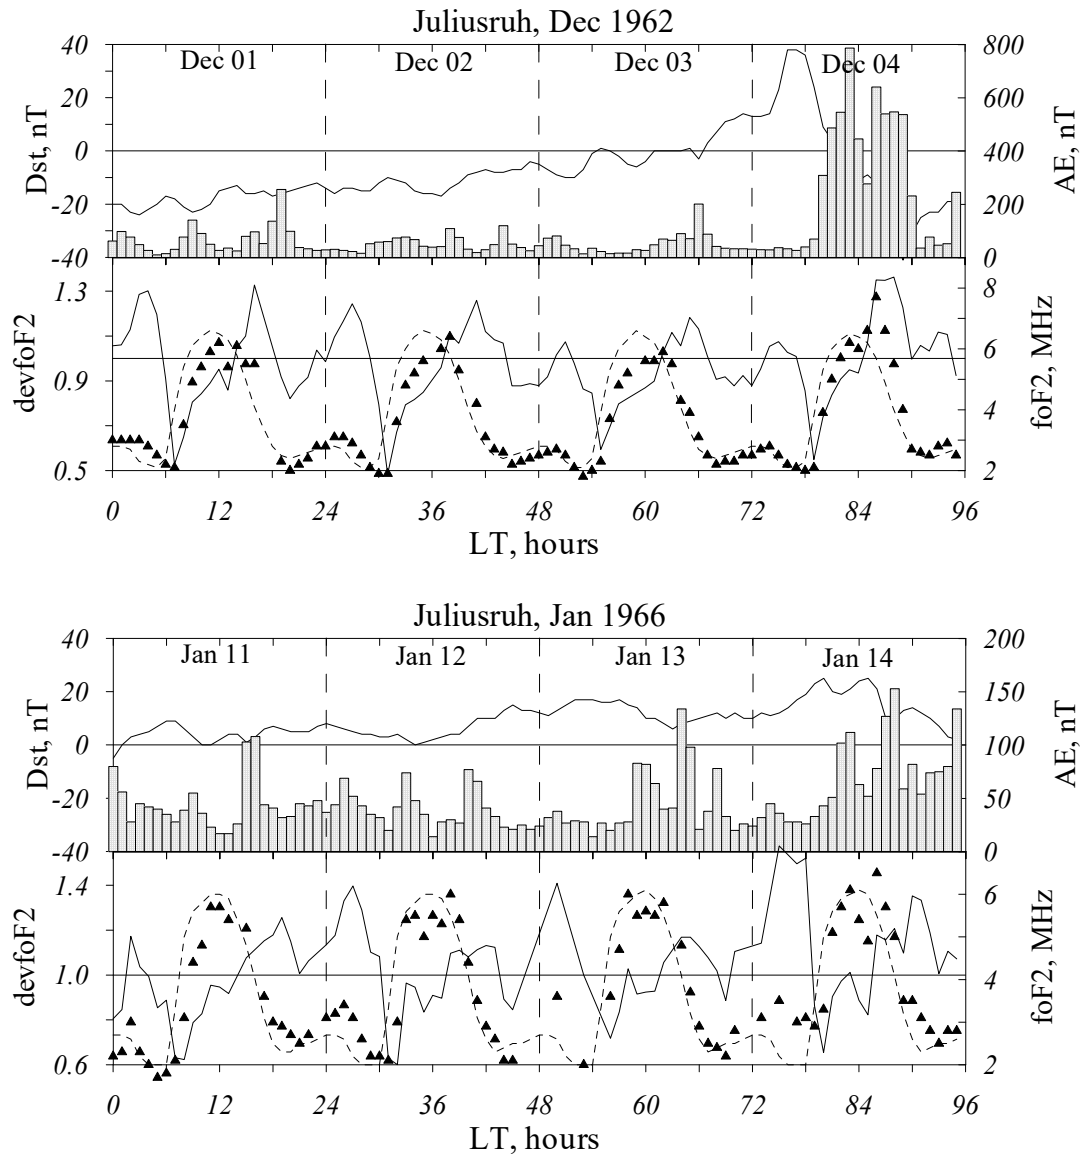 Juliusruh, Dec 1962
40 800
Dec 01 Dec 02 Dec 03 Dec 04
20 600
Dst, nT 0 400 AE, nT
-20 200
-40 0
1.3 8
6
devfoF2 0.9 foF2, MHz
4
0.5 2
0 12 24 36 48 60 72 84 96
LT, hours
Juliusruh, Jan 1966
40 200
Jan 11 Jan 12 Jan 13 Jan 14
20 150
Dst, nT 0 100 AE, nT
-20 50
-40 0
1.4 6
devfoF2 1.0 4 foF2, MHz
0.6 2
0 12 24 36 48 60 72 84 96
LT, hours